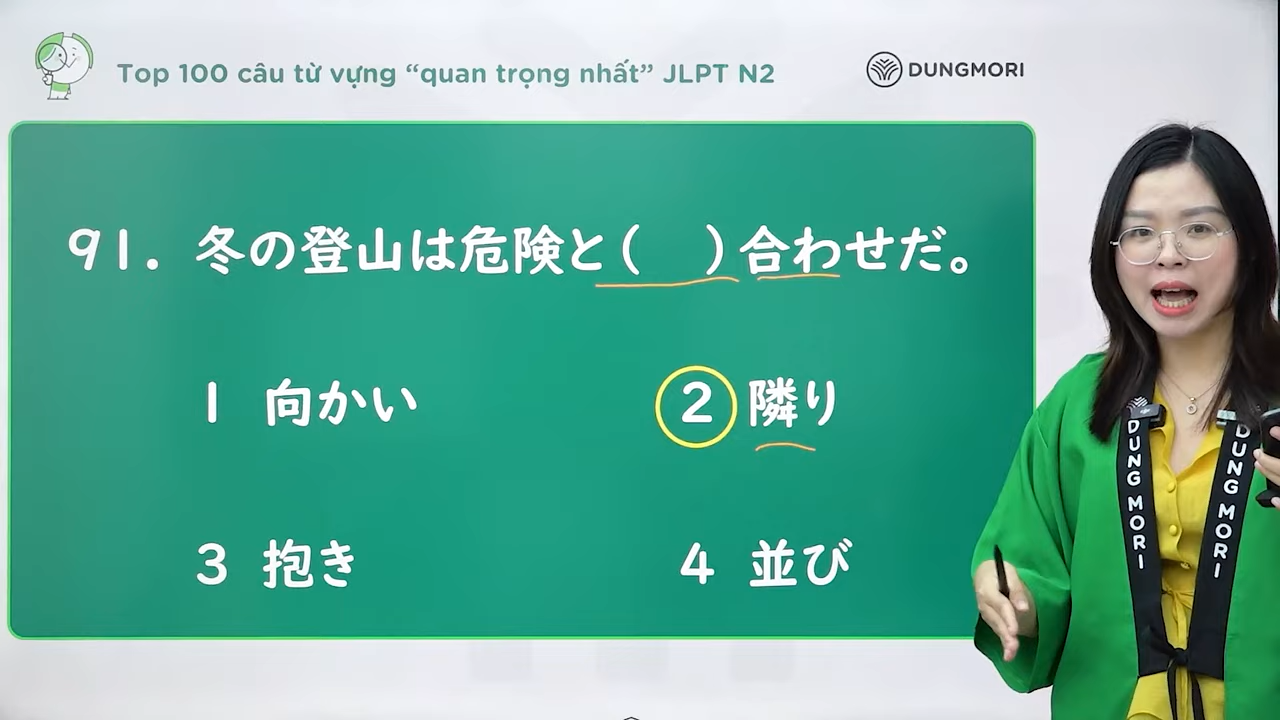 Top 100 câu từ vựng “quan trọng nhất” JLPT N2
DUNGMORI
91. 冬の登山は危険と( )合わせだ。
1 向かい
2 隣り
3 抱き
4 並び
DUNG MORI
DUNG MORI